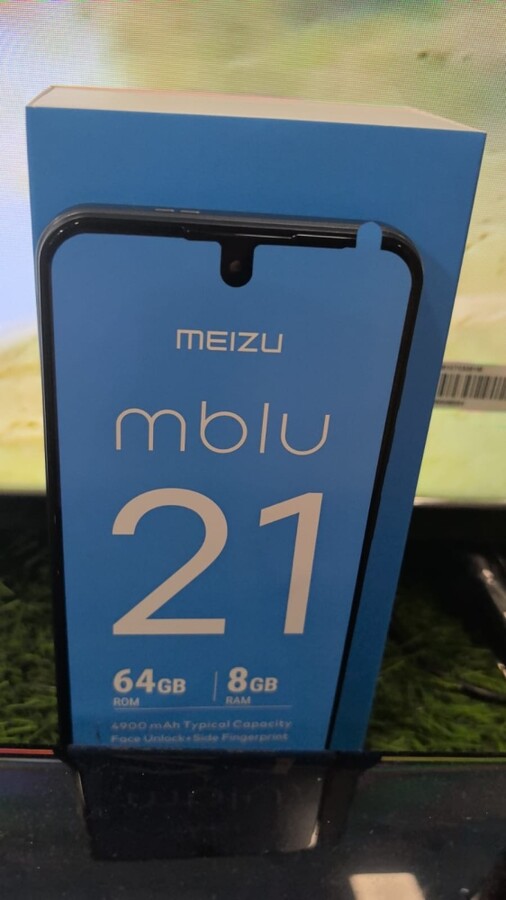 MEIZU
mblu
21
64GB 8GB
ROM RAM
4900 mAh Typical Capacity
Face Unlock+Side Fingerprint